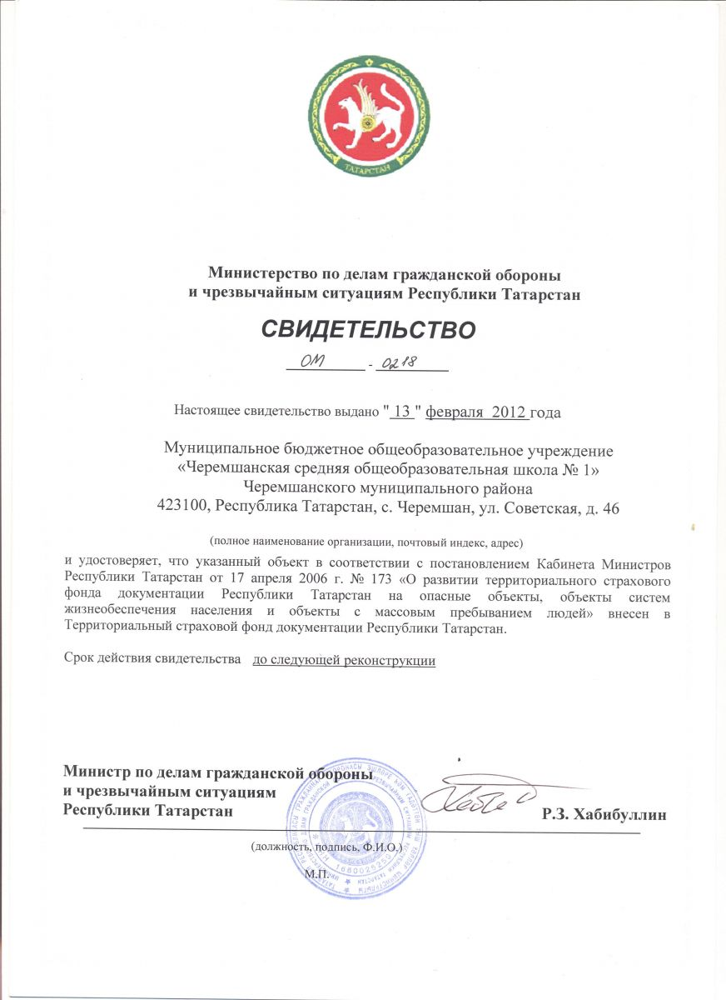 ТАТАРСТАН
Министерство по делам гражданской обороны
и чрезвычайным ситуациям Республики Татарстан
СВИДЕТЕЛЬСТВО
ОМ - 0218
Настоящее свидетельство выдано " 13 " февраля 2012 года
Муниципальное бюджетное общеобразовательное учреждение
«Черемшанская средняя общеобразовательная школа № 1»
Черемшанского муниципального района
423100, Республика Татарстан, с. Черемшан, ул. Советская, д. 46
(полное наименование организации, почтовый индекс, адрес)
и удостоверяет, что указанный объект в соответствии с постановлением Кабинета Министров
Республики Татарстан от 17 апреля 2006 г. № 173 «О развитии территориального страхового
фонда документации Республики Татарстан на опасные объекты, объекты систем
жизнеобеспечения населения и объекты с массовым пребыванием людей» внесен в
Территориальный страховой фонд документации Республики Татарстан.
Срок действия свидетельства до следующей реконструкции
Министр по делам гражданской обороны
и чрезвычайным ситуациям
Республики Татарстан
Р.З. Хабибуллин
(должность, подпись, Ф.И.О.)
М.П.